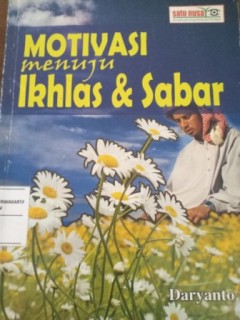 satu nusa
MOTIVASI
menuju
Ikhlas & Sabar
Daryanto